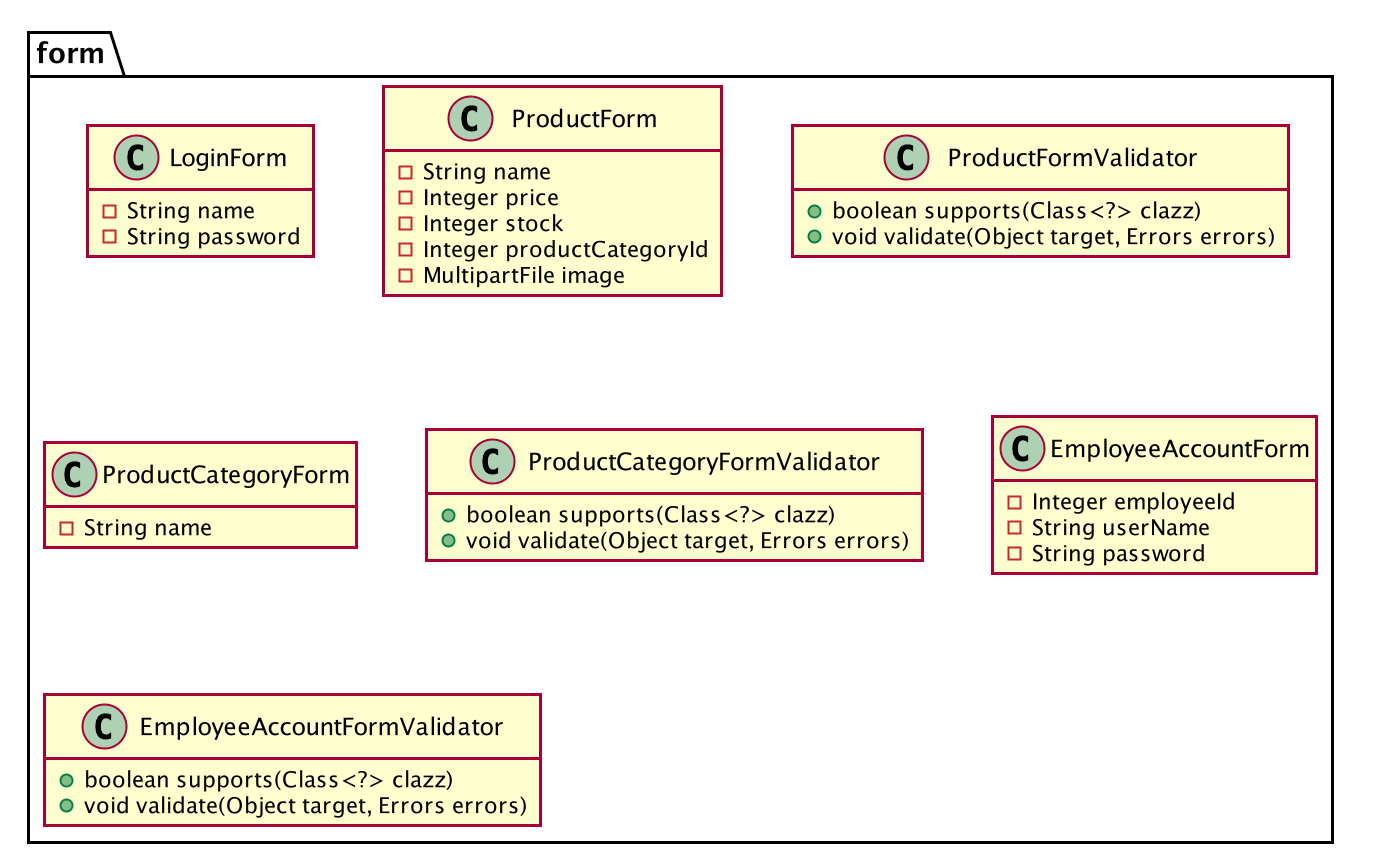 form
C LoginForm
String name
String password
C ProductForm
String name
Integer price
Integer stock
Integer productCategoryId
MultipartFile image
C ProductFormValidator
boolean supports(Class<?> clazz)
void validate(Object target, Errors errors)
C ProductCategoryForm
String name
C ProductCategoryFormValidator
boolean supports(Class<?> clazz)
void validate(Object target, Errors errors)
C EmployeeAccountForm
Integer employeeId
String userName
String password
C EmployeeAccountFormValidator
boolean supports(Class<?> clazz)
void validate(Object target, Errors errors)